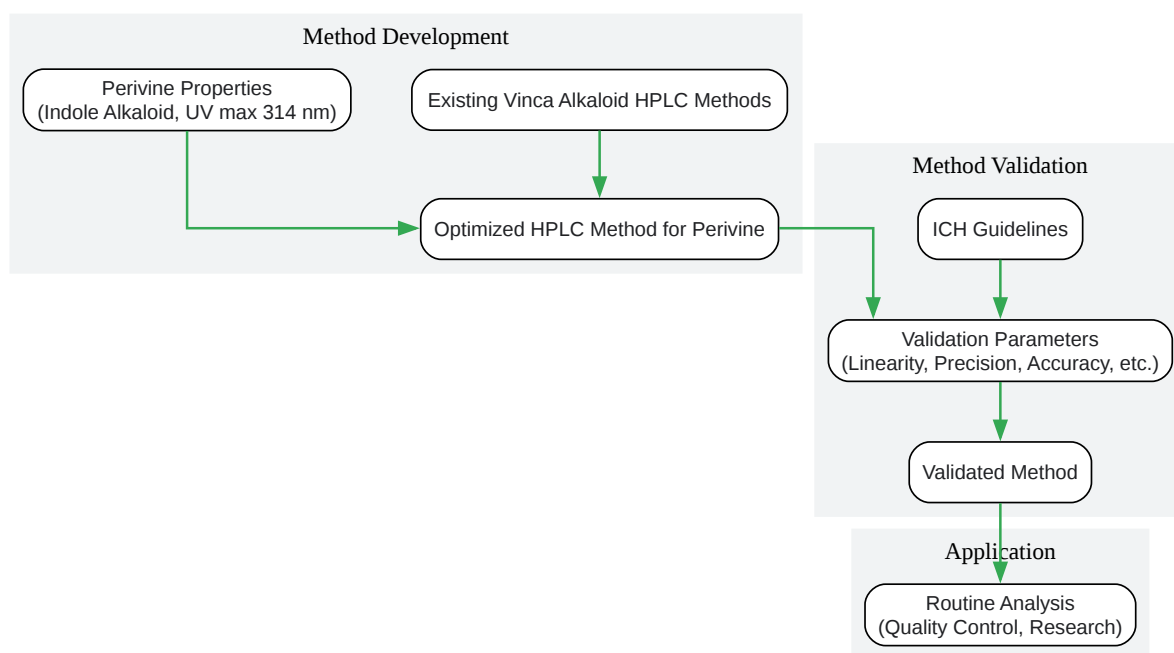 Method Development
Perivine Properties
(Indole Alkaloid, UV max 314 nm)
Existing Vinca Alkaloid HPLC Methods
Optimized HPLC Method for Perivine
Method Validation
ICH Guidelines
Validation Parameters
(Linearity, Precision, Accuracy, etc.)
Validated Method
Application
Routine Analysis
(Quality Control, Research)